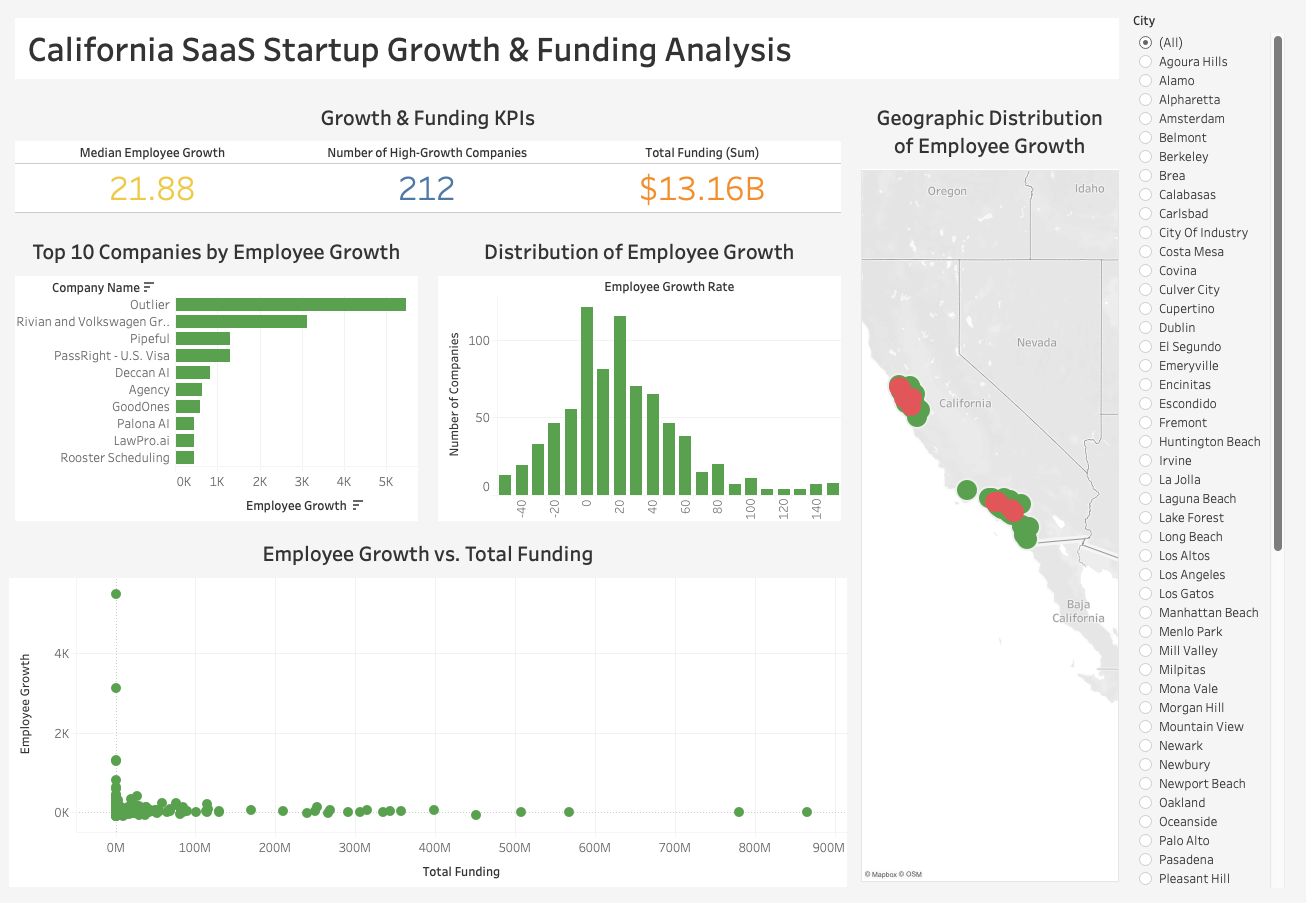 California SaaS Startup Growth & Funding Analysis
Growth & Funding KPIs
Median Employee Growth
Number of High-Growth Companies
Total Funding (Sum)
21.88
212
$13.16B
Top 10 Companies by Employee Growth
Company Name
Outlier
Rivian and Volkswagen Gr..
Pipeful
PassRight - U.S. Visa
Deccan AI
Agency
GoodOnes
Palona AI
LawPro.ai
Rooster Scheduling
0K 1K 2K 3K 4K 5K
Employee Growth
Distribution of Employee Growth
Employee Growth Rate
Number of Companies
100
50
0
-40 -20 0 20 40 60 80 100 120 140
Employee Growth vs. Total Funding
Employee Growth
4K
2K
0K
0M 100M 200M 300M 400M 500M 600M 700M 800M 900M
Total Funding
Geographic Distribution
of Employee Growth
Oregon
Idaho
Nevada
California
Baja
California
© Mapbox © OSM
City
(All)
Agoura Hills
Alamo
Alpharetta
Amsterdam
Belmont
Berkeley
Brea
Calabasas
Carlsbad
City Of Industry
Costa Mesa
Covina
Culver City
Cupertino
Dublin
El Segundo
Emeryville
Encinitas
Escondido
Fremont
Huntington Beach
Irvine
La Jolla
Laguna Beach
Lake Forest
Long Beach
Los Altos
Los Angeles
Los Gatos
Manhattan Beach
Menlo Park
Mill Valley
Milpitas
Mona Vale
Morgan Hill
Mountain View
Newark
Newbury
Newport Beach
Oakland
Oceanside
Palo Alto
Pasadena
Pleasant Hill